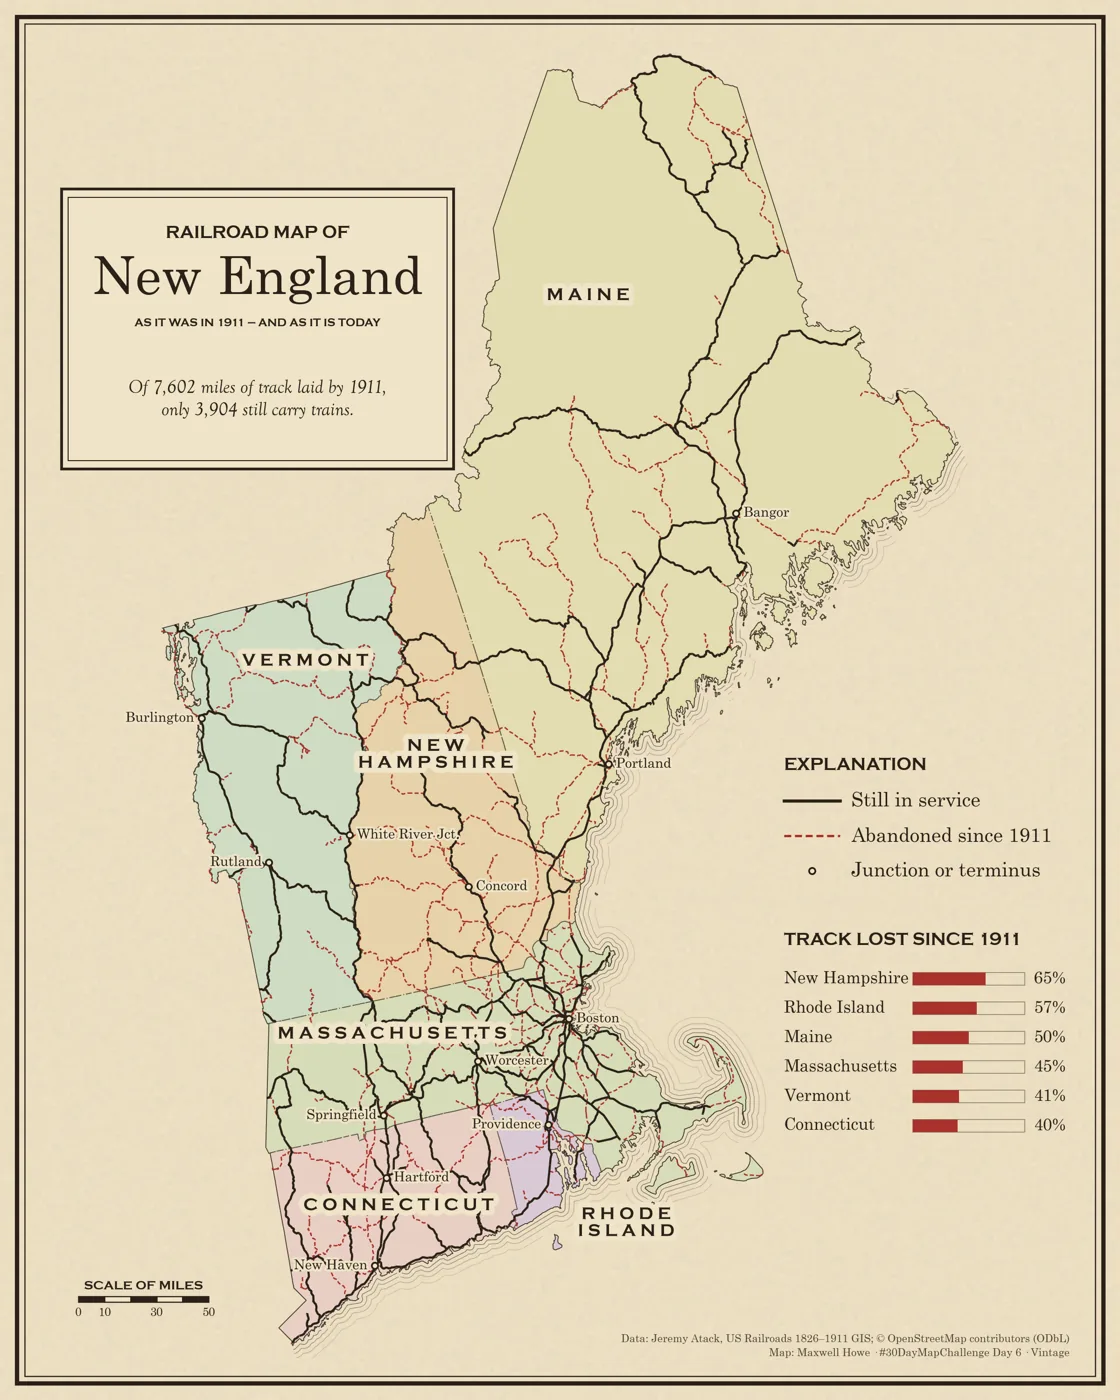 RAILROAD MAP OF
New England
AS IT WAS IN 1911 – AND AS IT IS TODAY
Of 7,602 miles of track laid by 1911,
only 3,904 still carry trains.
MAINE
Bangor
VERMONT
Burlington
NEW
HAMPSHIRE
Portland
White River Jct.
Rutland
Concord
MASSACHUSETTS
Boston
Worcester
Springfield
Providence
Hartford
CONNECTICUT
RHODE
ISLAND
New Haven
EXPLANATION
Still in service
Abandoned since 1911
Junction or terminus
TRACK LOST SINCE 1911
New Hampshire 65%
Rhode Island 57%
Maine 50%
Massachusetts 45%
Vermont 41%
Connecticut 40%
SCALE OF MILES
0 10 30 50
Data: Jeremy Atack, US Railroads 1826–1911 GIS; © OpenStreetMap contributors (ODbL)
Map: Maxwell Howe · #30DayMapChallenge Day 6 · Vintage